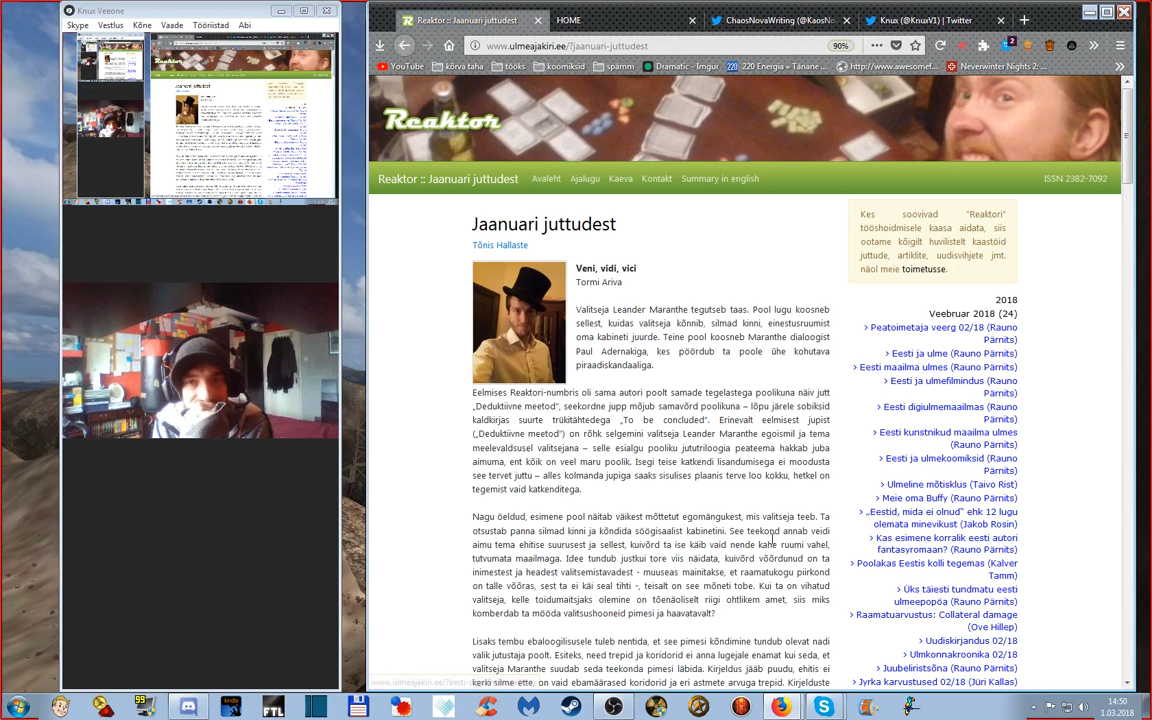 Knux Veeone
Skype Vestlus Kõne Vaade Tööriistad Abi
Reaktor :: Jaanuari juttudest
HOME
ChaosNovaWriting (@KaosNo
Knux (@KnuxV1) | Twitter
www.ulmeajakiri.ee/?jaanuari-juttudest
90%
2
YouTube
kõrva taha
tööks
koomiksid
spämm
Dramatic - Imgur
220 Energia » Tänane ...
http://www.awesomef...
Neverwinter Nights 2: ...
Reaktor
Reaktor :: Jaanuari juttudest Avaleht Ajalugu Kaeva Kontakt Summary in english ISSN 2382-7092
Jaanuari juttudest
Tõnis Hallaste
Veni, vidi, vici
Tormi Ariva
Valitseja Leander Maranthe tegutseb taas. Pool lugu koosneb
sellest, kuidas valitseja kõnnib, silmad kinni, einestusruumist
oma kabineti juurde. Teine pool koosneb Maranthe dialoogist
Paul Adernakiga, kes pöördub ta poole ühe kohutava
piraadiskandaaliga.
Eelmises Reaktori-numbris oli sama autori poolt samade tegelastega poolikuna näiv jutt
„Deduktiivne meetod", seekordne jupp mõjub samavõrd poolikuna – lõpu järele sobiksid
kaldkirjas suurte trükitähtedega „To be concluded". Erinevalt eelmisest jupist
(„Deduktiivne meetod") on rõhk selgemini valitseja Leander Maranthe egoismil ja tema
meelevaldsusel valitsejana – selle esialgu pooliku jututriloogia peateema hakkab juba
aimuma, ent kõik on veel maru poolik. Isegi teise katkendi lisandumisega ei moodusta
see tervet juttu – alles kolmanda jupiga saaks sisulises plaanis terve loo kokku, hetkel on
tegemist vaid katkenditega.
Nagu öeldud, esimene pool näitab väikest mõttetut egomängukest, mis valitseja teeb. Ta
otsustab panna silmad kinni ja kõndida söögisaalist kabinetini. See teekord annab veidi
aimu tema ehitise suurusest ja sellest, kuivõrd ta ise käib vaid nende kahe ruumi vahel,
tutvumata maailmaga. Idee tundub justkui tore viis näidata, kuivõrd võõrdunud on ta
inimestest ja headest valitsemistavadest - muuseas mainitakse, et raamatukogu piirkond
on talle võõras, sest ta ei käi seal tihti -, teisalt on see mõneti tobe. Kui ta on vihatud
valitseja, kelle toidumaitsjaks olemine on tõenäoliselt riigi ohtlikem amet, siis miks
komberdab ta mööda valitsushooneid pimesi ja haavatavalt?
Lisaks tembu ebaloogilisusele tuleb nentida, et see pimesi kõndimine tundub olevat nadi
valik jutustaja poolt. Esiteks, need trepid ja koridorid ei anna lugejale enamat kui seda, et
valitseja Maranthe suudab seda teekonda pimesi läbida. Kirjeldus jääb puudu, ehitis ei
kerki silme ette, on vaid ebamäärased koridorid ja eri astmete arvuga trepid. Kirjelduste
Kes soovivad "Reaktori"
tööshoidmisele kaasa aidata, siis
ootame kõigilt huvilistelt kaastöid
juttude, artiklite, uudisvihjete jmt.
näol meie toimetusse.
2018
Veebruar 2018 (24)
› Peatoimetaja veerg 02/18 (Rauno
Pärnits)
› Eesti ja ulme (Rauno Pärnits)
› Eesti maailma ulmes (Rauno Pärnits)
› Eesti ja ulmefilmindus (Rauno
Pärnits)
› Eesti digiulmemaailmas (Rauno
Pärnits)
› Eesti kunstnikud maailma ulmes
(Rauno Pärnits)
› Eesti ja ulmekoomiksid (Rauno
Pärnits)
› Ulmeline mõtisklus (Taivo Rist)
› Meie oma Buffy (Rauno Pärnits)
› „Eestid, mida ei olnud" ehk 12 lugu
olemata minevikust (Jakob Rosin)
› Kas esimene korralik eesti autori
fantasyromaan? (Rauno Pärnits)
› Poolakas Eestis kolli tegemas (Kalver
Tamm)
› Üks täiesti tundmatu eesti
ulmeepopöa (Rauno Pärnits)
› Raamatuarvustus: Collateral damage
(Ove Hillep)
› Uudiskirjandus 02/18
› Ulmkonnakroonika 02/18
› Juubeliristsõna (Rauno Pärnits)
› Jyrka karvustused 02/18 (Jüri Kallas)
99
kindle
FTL
14:50
1.03.2018